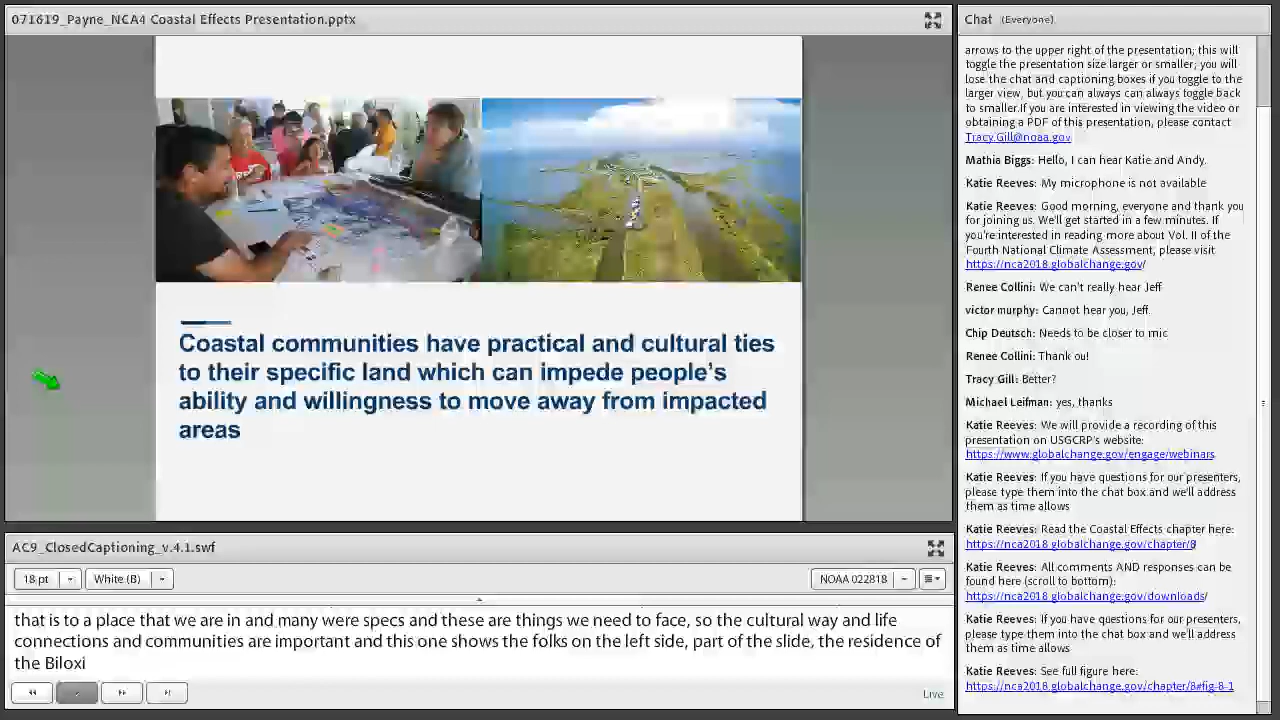 071619_Payne_NCA4 Coastal Effects Presentation.pptx
Coastal communities have practical and cultural ties
to their specific land which can impede people's
ability and willingness to move away from impacted
areas
AC9_ClosedCaptioning_v.4.1.swf
18 pt
White (B)
NOAA 022818
that is to a place that we are in and many were specs and these are things we need to face, so the cultural way and life
connections and communities are important and this one shows the folks on the left side, part of the slide, the residence of
the Biloxi
Live
Chat (Everyone)
arrows to the upper right of the presentation; this will
toggle the presentation size larger or smaller; you will
lose the chat and captioning boxes if you toggle to the
larger view, but you can always can always toggle back
to smaller.If you are interested in viewing the video or
obtaining a PDF of this presentation, please contact
Tracy.Gill@noaa.gov
Mathia Biggs: Hello, I can hear Katie and Andy.
Katie Reeves: My microphone is not available
Katie Reeves: Good morning, everyone and thank you
for joining us. We'll get started in a few minutes. If
you're interested in reading more about Vol. II of the
Fourth National Climate Assessment, please visit
https://nca2018.globalchange.gov/
Renee Collini: We can't really hear Jeff
victor murphy: Cannot hear you, Jeff.
Chip Deutsch: Needs to be closer to mic
Renee Collini: Thank ou!
Tracy Gill: Better?
Michael Leifman: yes, thanks
Katie Reeves: We will provide a recording of this
presentation on USGCRP's website:
https://www.globalchange.gov/engage/webinars
Katie Reeves: If you have questions for our presenters,
please type them into the chat box and we'll address
them as time allows
Katie Reeves: Read the Coastal Effects chapter here:
https://nca2018.globalchange.gov/chapter/8
Katie Reeves: All comments AND responses can be
found here (scroll to bottom):
https://nca2018.globalchange.gov/downloads/
Katie Reeves: If you have questions for our presenters,
please type them into the chat box and we'll address
them as time allows
Katie Reeves: See full figure here:
https://nca2018.globalchange.gov/chapter/8#fig-8-1